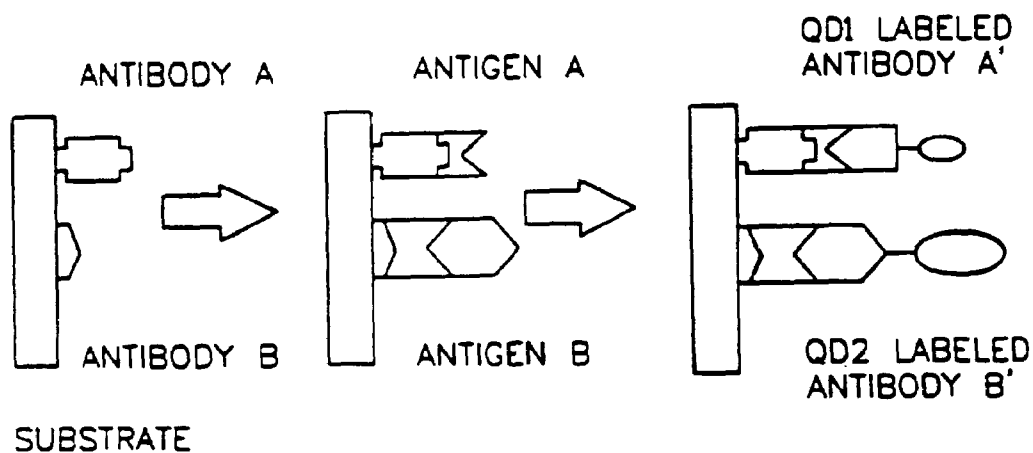 ANTIBODY A
ANTIGEN A
QD1 LABELED
ANTIBODY A'
ANTIBODY B
ANTIGEN B
QD2 LABELED
ANTIBODY B'
SUBSTRATE